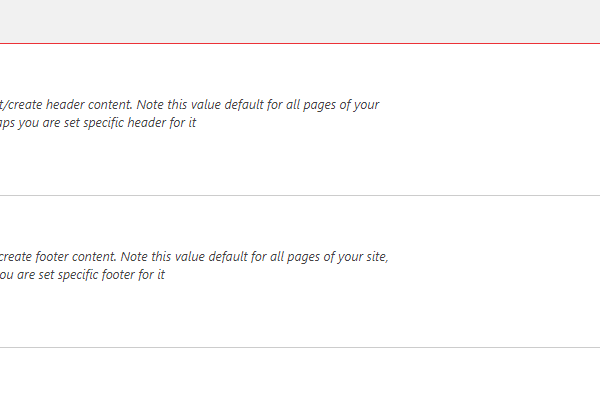 t/create header content. Note this value default for all pages of your
aps you are set specific header for it
create footer content. Note this value default for all pages of your site,
ou are set specific footer for it